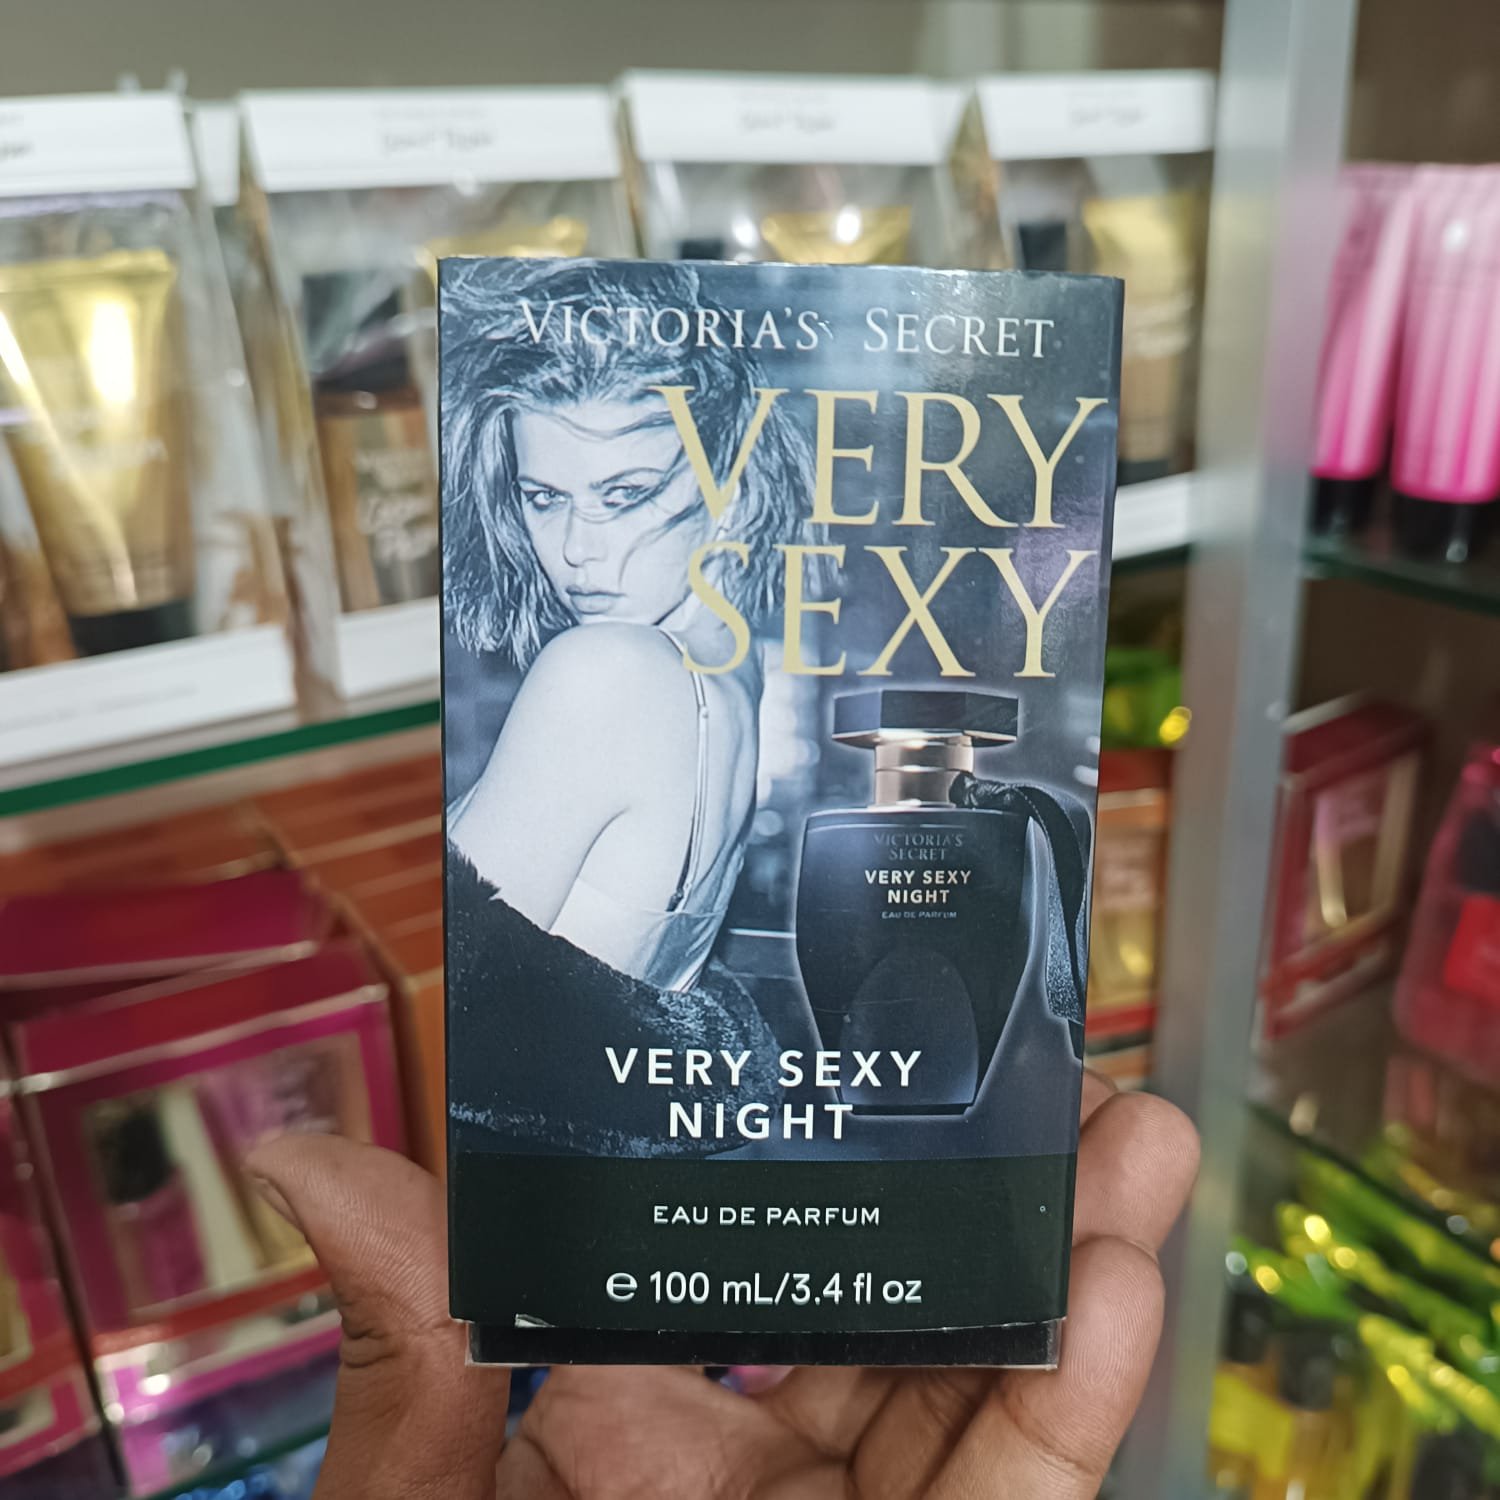 VICTORIA'S SECRET
VERY
SEXY
VICTORIA'S
SECRET
VERY SEXY
NIGHT
EAU DE PARFUM
VERY SEXY
NIGHT
EAU DE PARFUM
℮ 100 mL/3.4 fl oz